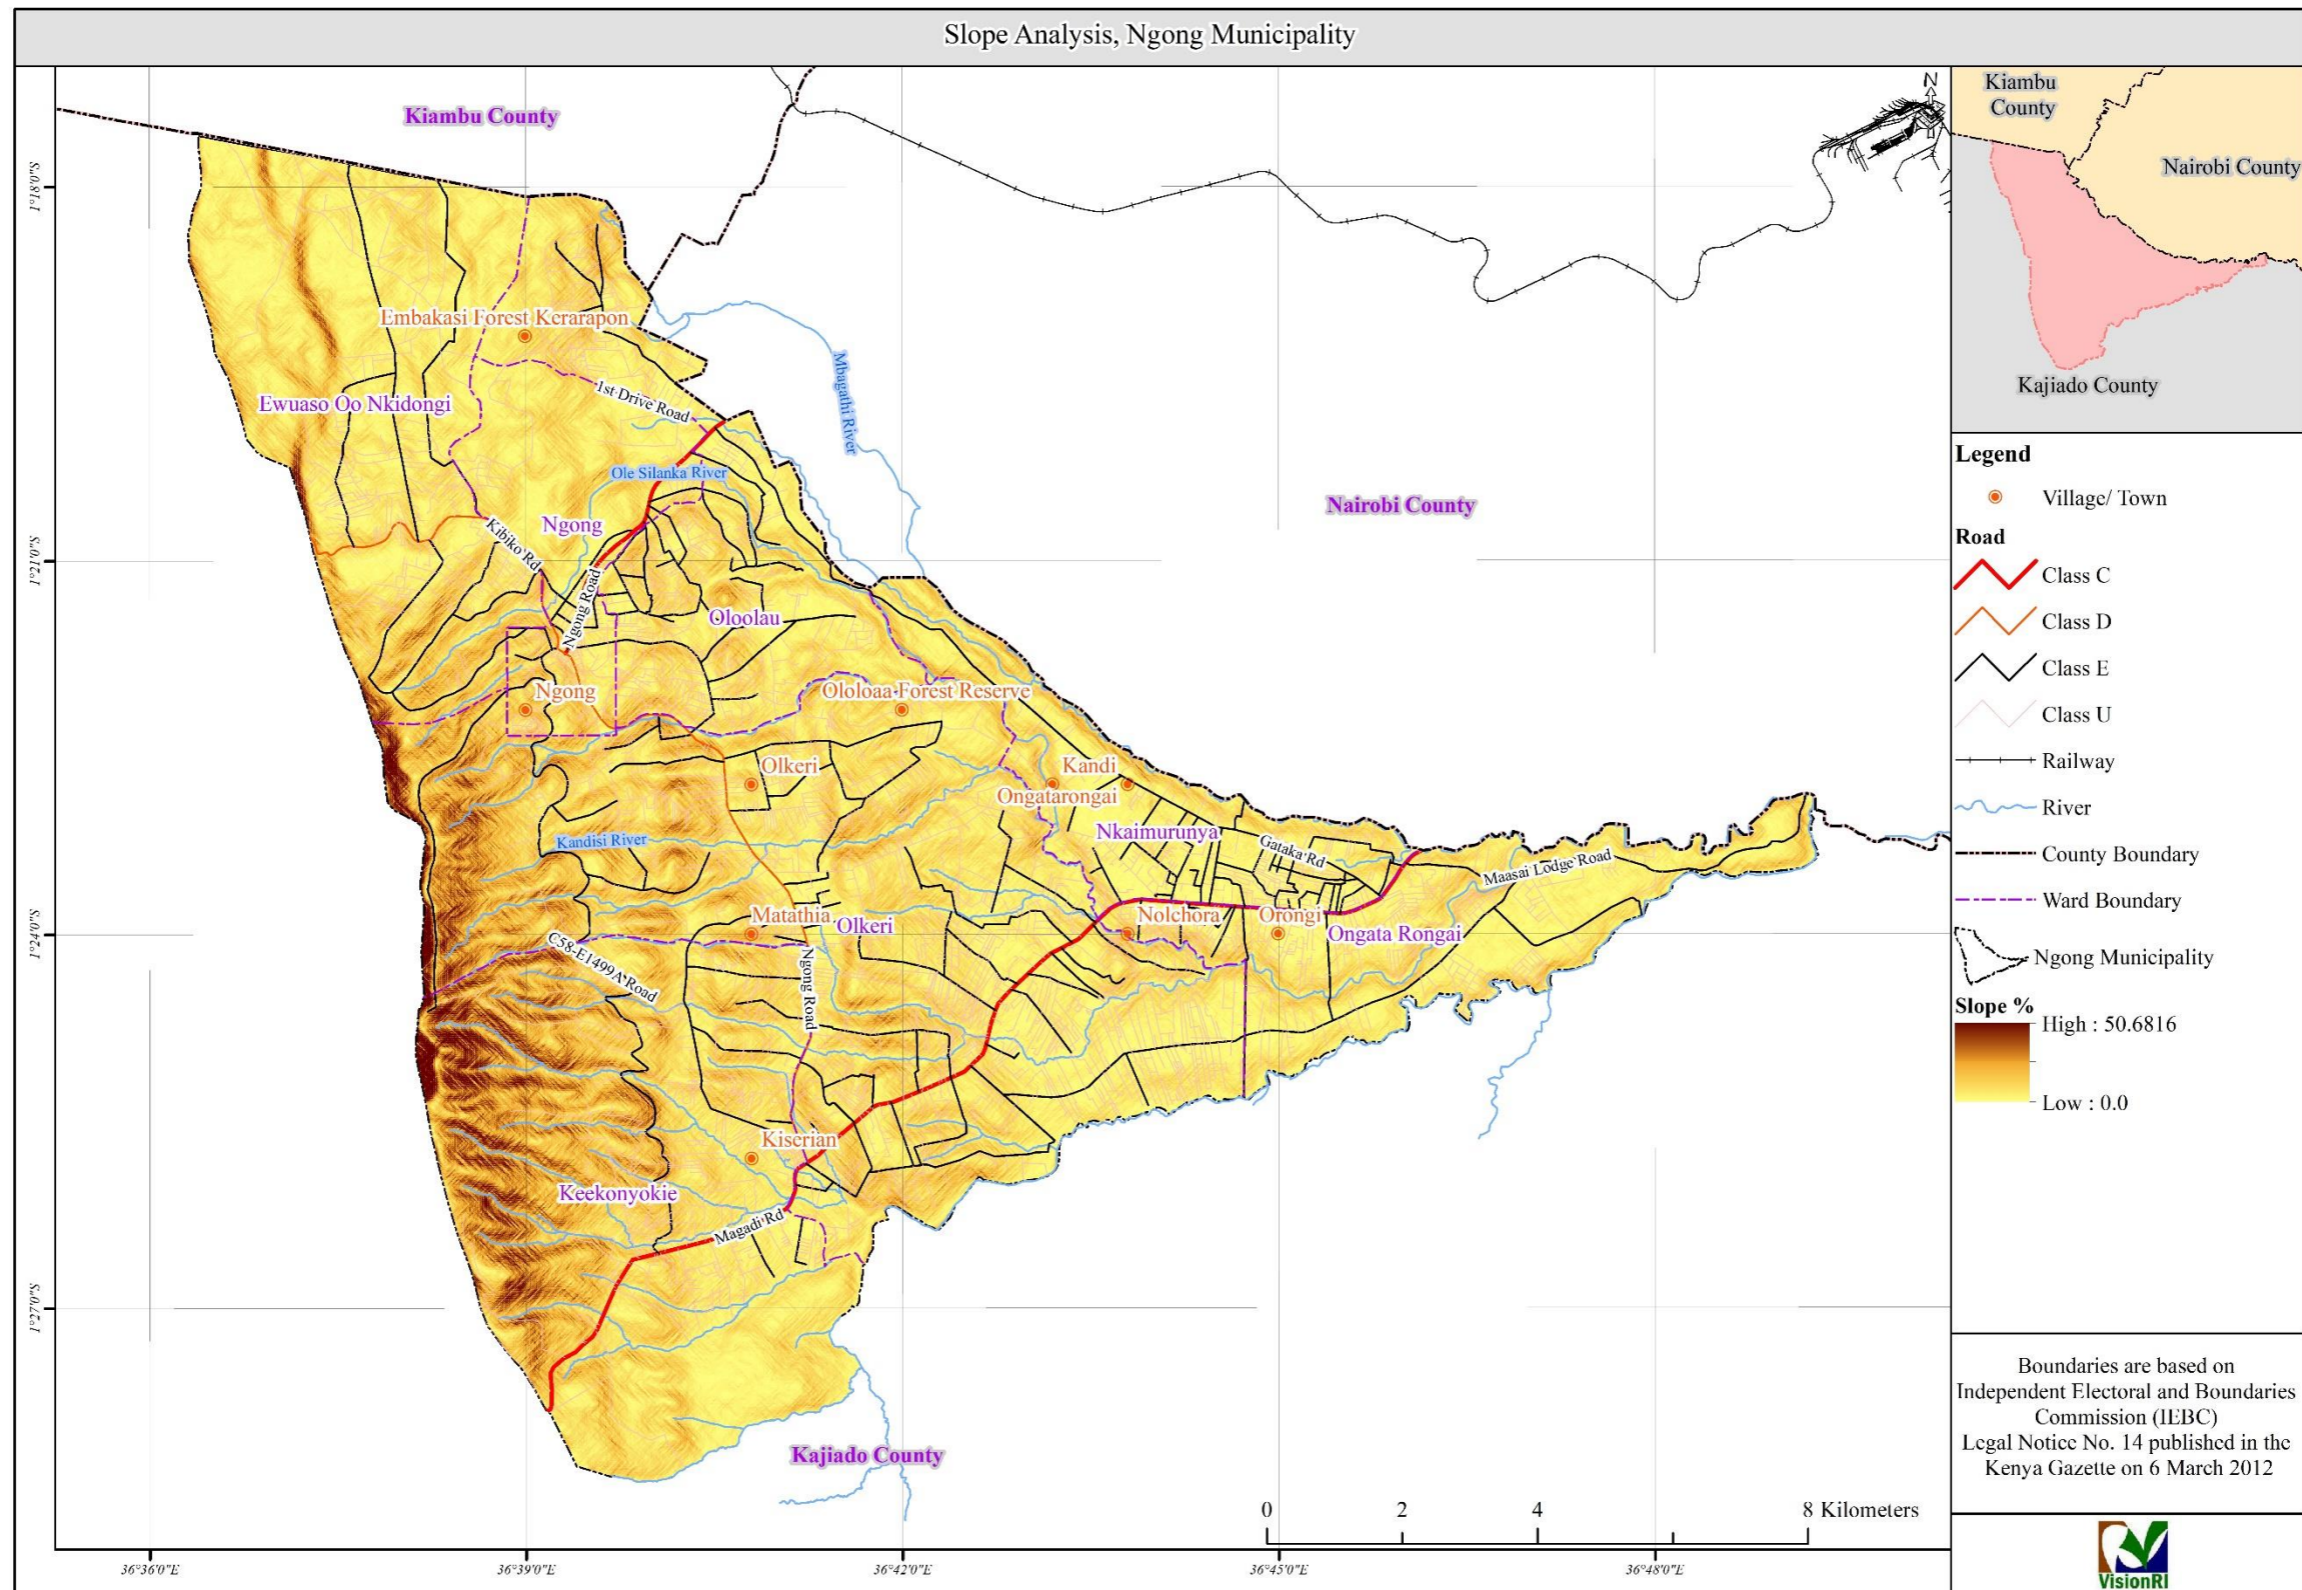 Slope Analysis, Ngong Municipality
Kiambu County
Nairobi County
Kajiado County
Embakasi Forest Kerarapon
Ewuaso Oo Nkidongi
1st Drive Road
Mbagathi River
Ole Silanka River
Ngong
Kibiko Rd
Ngong Road
Oloolau
Ngong
Ololoaa Forest Reserve
Olkeri
Kandi
Ongatarongai
Nkaimurunya
Kandisi River
Gataka Rd
Maasai Lodge Road
Matathia
Olkeri
Nolchora
Orongi
Ongata Rongai
C58-E1499A Road
Ngong Road
Kiserian
Keekonyokie
Magadi Rd
1°18'0"S
1°21'0"S
1°24'0"S
1°27'0"S
36°36'0"E
36°39'0"E
36°42'0"E
36°45'0"E
36°48'0"E
0 2 4 8 Kilometers
N
Kiambu
County
Nairobi County
Kajiado County
Legend
Village/ Town
Road
Class C
Class D
Class E
Class U
Railway
River
County Boundary
Ward Boundary
Ngong Municipality
Slope %
High : 50.6816
Low : 0.0
Boundaries are based on
Independent Electoral and Boundaries
Commission (IEBC)
Legal Notice No. 14 published in the
Kenya Gazette on 6 March 2012
VisionRI